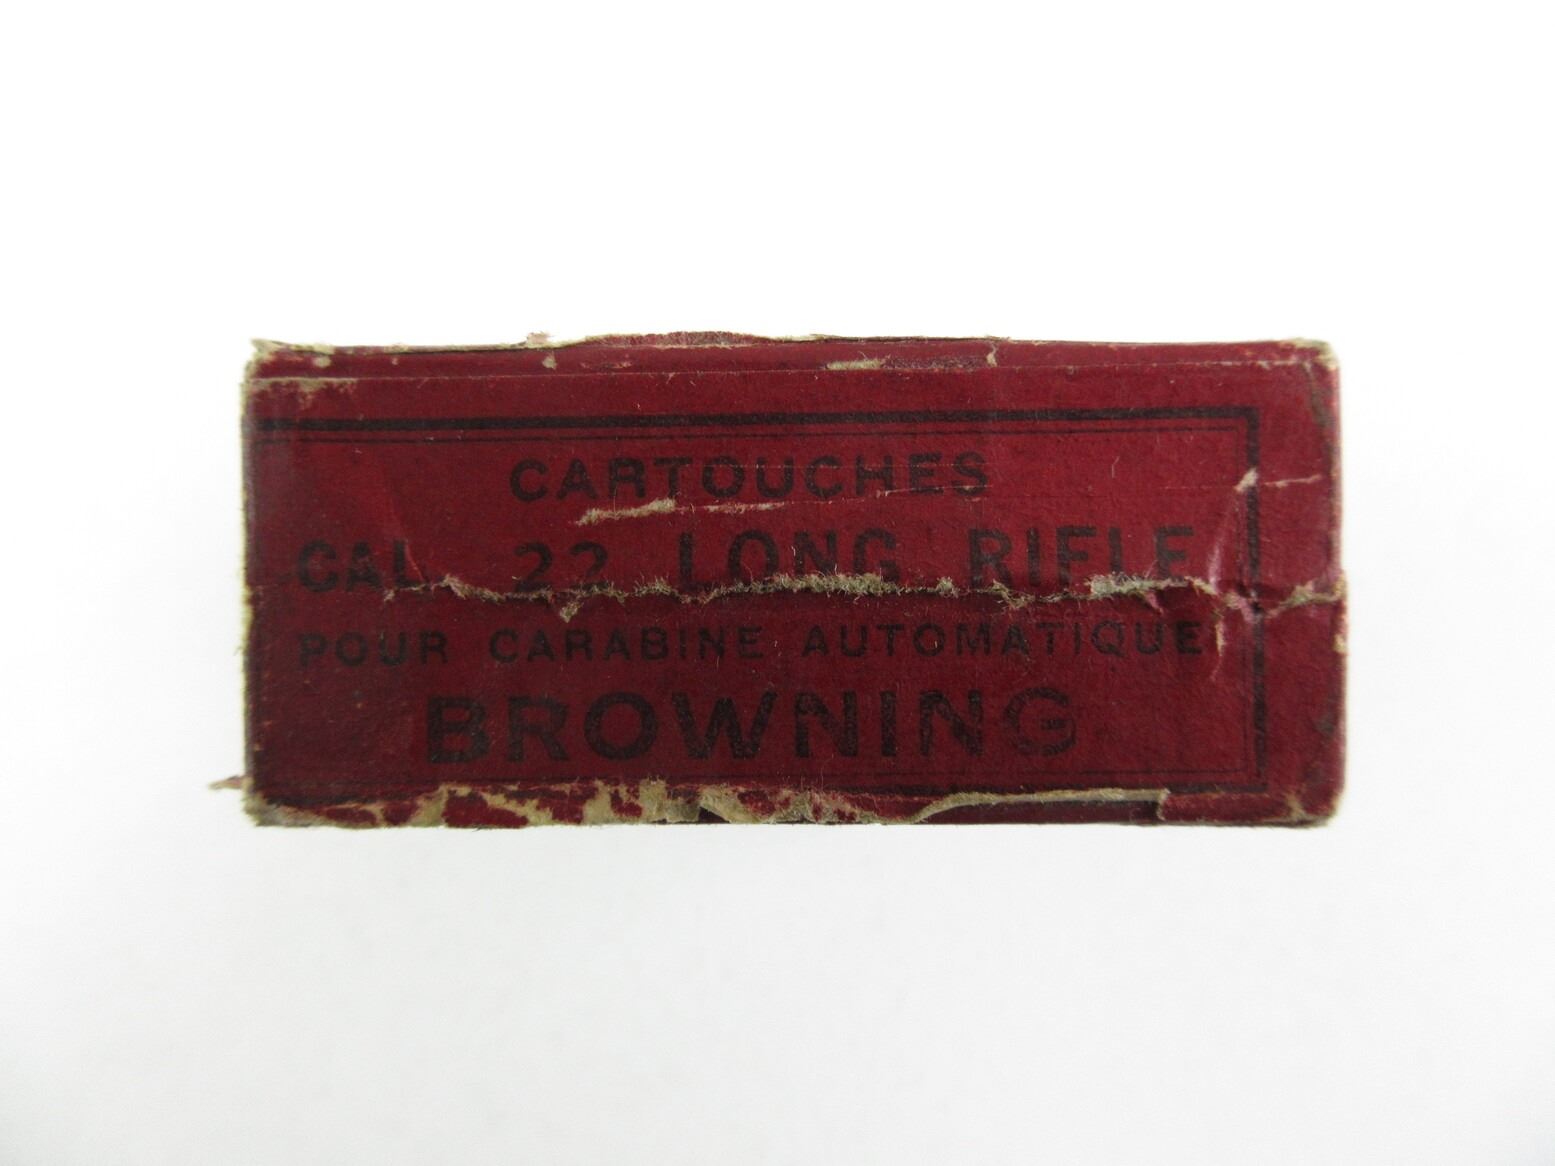 CARTOUCHES
CAL. 22 LONG RIFLE
POUR CARABINE AUTOMATIQUE
BROWNING